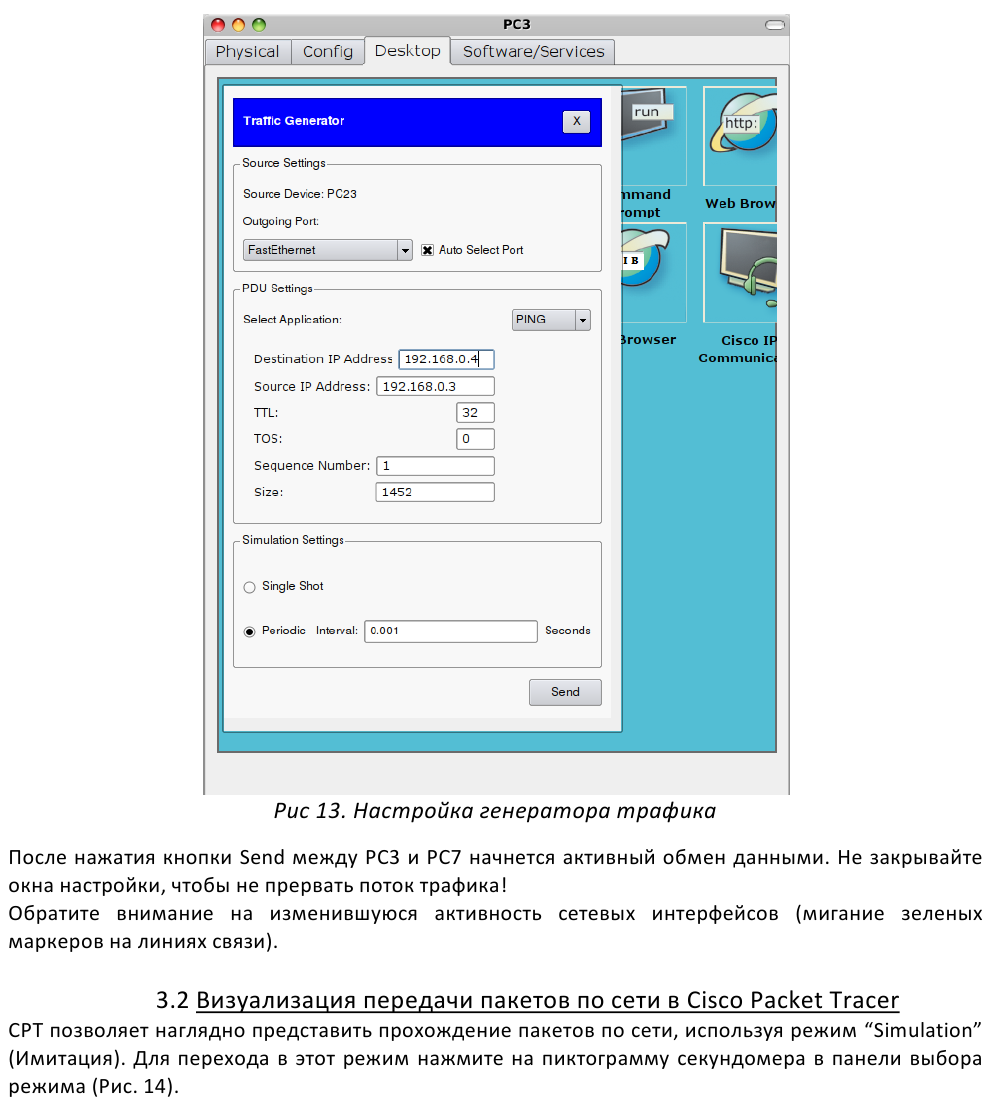 PC3
Physical Config Desktop Software/Services
Traffic Generator X
run
http:
Source Settings
Source Device: PC23
mmand
rompt
Web Brow
Outgoing Port:
FastEthernet Auto Select Port
I B
PDU Settings
Select Application: PING
Browser
Cisco IP
Communica
Destination IP Address 192.168.0.4
Source IP Address: 192.168.0.3
TTL: 32
TOS: 0
Sequence Number: 1
Size: 1452
Simulation Settings
Single Shot
Periodic Interval: 0.001 Seconds
Send
Рис 13. Настройка генератора трафика
После нажатия кнопки Send между PC3 и PC7 начнется активный обмен данными. Не закрывайте
окна настройки, чтобы не прервать поток трафика!
Обратите внимание на изменившуюся активность сетевых интерфейсов (мигание зеленых
маркеров на линиях связи).
3.2 Визуализация передачи пакетов по сети в Cisco Packet Tracer
CPT позволяет наглядно представить прохождение пакетов по сети, используя режим “Simulation”
(Имитация). Для перехода в этот режим нажмите на пиктограмму секундомера в панели выбора
режима (Рис. 14).